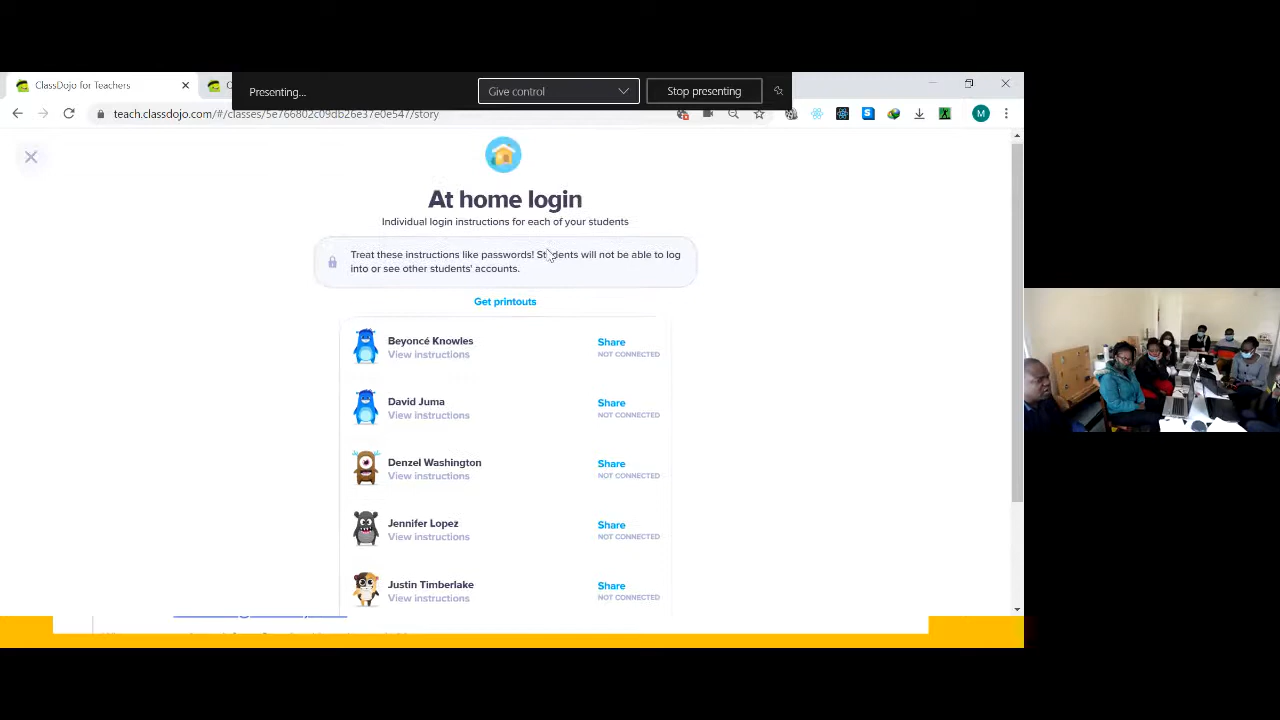 ClassDojo for Teachers
Presenting...
Give control
Stop presenting
teach.classdojo.com/#/classes/5e766802c09db26e37e0e547/story
M
At home login
Individual login instructions for each of your students
Treat these instructions like passwords! Students will not be able to log
into or see other students' accounts.
Get printouts
Beyoncé Knowles
Share
View instructions
NOT CONNECTED
David Juma
Share
View instructions
NOT CONNECTED
Denzel Washington
Share
View instructions
NOT CONNECTED
Jennifer Lopez
Share
View instructions
NOT CONNECTED
Justin Timberlake
Share
View instructions
NOT CONNECTED